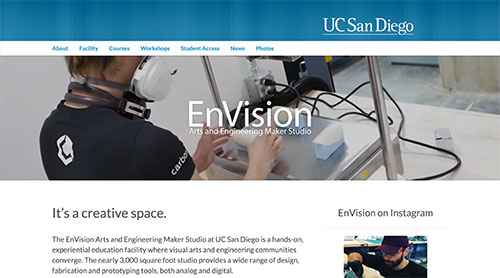 UC San Diego
About Facility Courses Workshops Student Access News Photos
EnVision
Arts and Engineering Maker Studio
carbon
It's a creative space.
EnVision on Instagram
The EnVision Arts and Engineering Maker Studio at UC San Diego is a hands-on,
experiential education facility where visual arts and engineering communities
converge. The nearly 3,000 square foot studio provides a wide range of design,
fabrication and prototyping tools, both analog and digital.